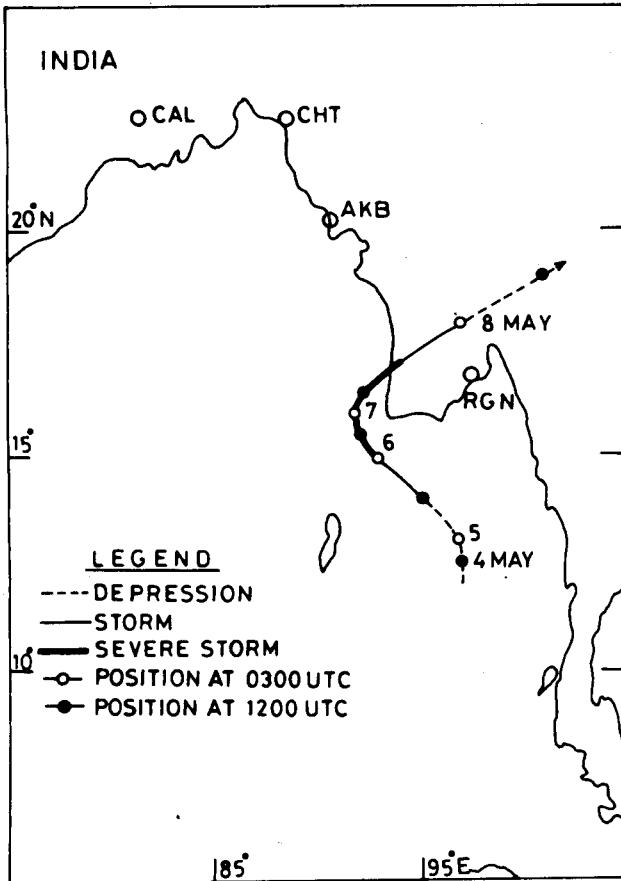 INDIA
CAL
CHT
AKB
20°N
8 MAY
RGN
7
6
15°
5
4 MAY
LEGEND
DEPRESSION
STORM
SEVERE STORM
10°
POSITION AT 0300 UTC
POSITION AT 1200 UTC
85°
95°E